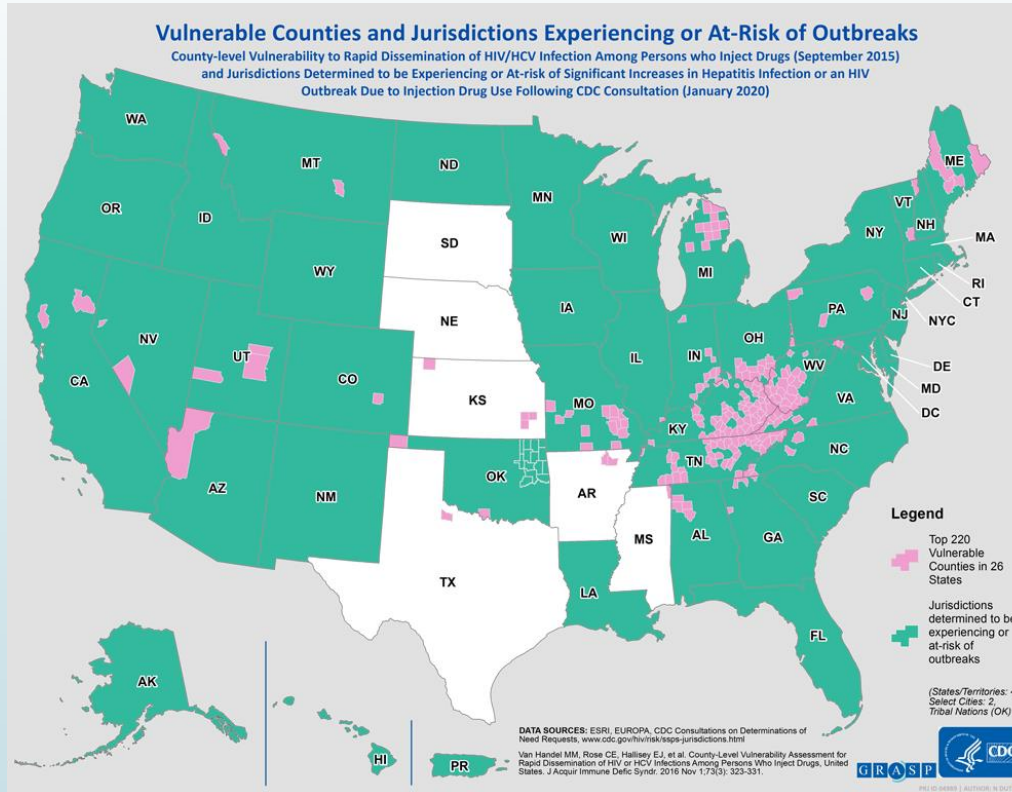 Vulnerable Counties and Jurisdictions Experiencing or At-Risk of Outbreaks
County-level Vulnerability to Rapid Dissemination of HIV/HCV Infection Among Persons who Inject Drugs (September 2015)
and Jurisdictions Determined to be Experiencing or At-risk of Significant Increases in Hepatitis Infection or an HIV
Outbreak Due to Injection Drug Use Following CDC Consultation (January 2020)
WA
MT
ND
MN
ME
OR
ID
SD
WI
VT
NH
NY
MA
WY
MI
RI
CT
IA
PA
NYC
NE
NJ
NV
OH
UT
IL
IN
DE
CO
WV
MD
CA
KS
MO
VA
DC
KY
NC
TN
OK
AZ
NM
AR
SC
MS
AL
GA
TX
LA
FL
AK
HI
PR
Legend
Top 220
Vulnerable
Counties in 26
States
Jurisdictions
determined to be
experiencing or
at-risk of
outbreaks
(States/Territories:
Select Cities: 2,
Tribal Nations (OK)
DATA SOURCES: ESRI, EUROPA, CDC Consultations on Determinations of
Need Requests, www.cdc.gov/hiv/risk/ssps-jurisdictions.html
Van Handel MM, Rose CE, Hallisey EJ, et al. County-Level Vulnerability Assessment for
Rapid Dissemination of HIV or HCV Infections Among Persons Who Inject Drugs, United
States. J Acquir Immune Defic Syndr. 2016 Nov 1;73(3): 323-331.
GRASP
CDC